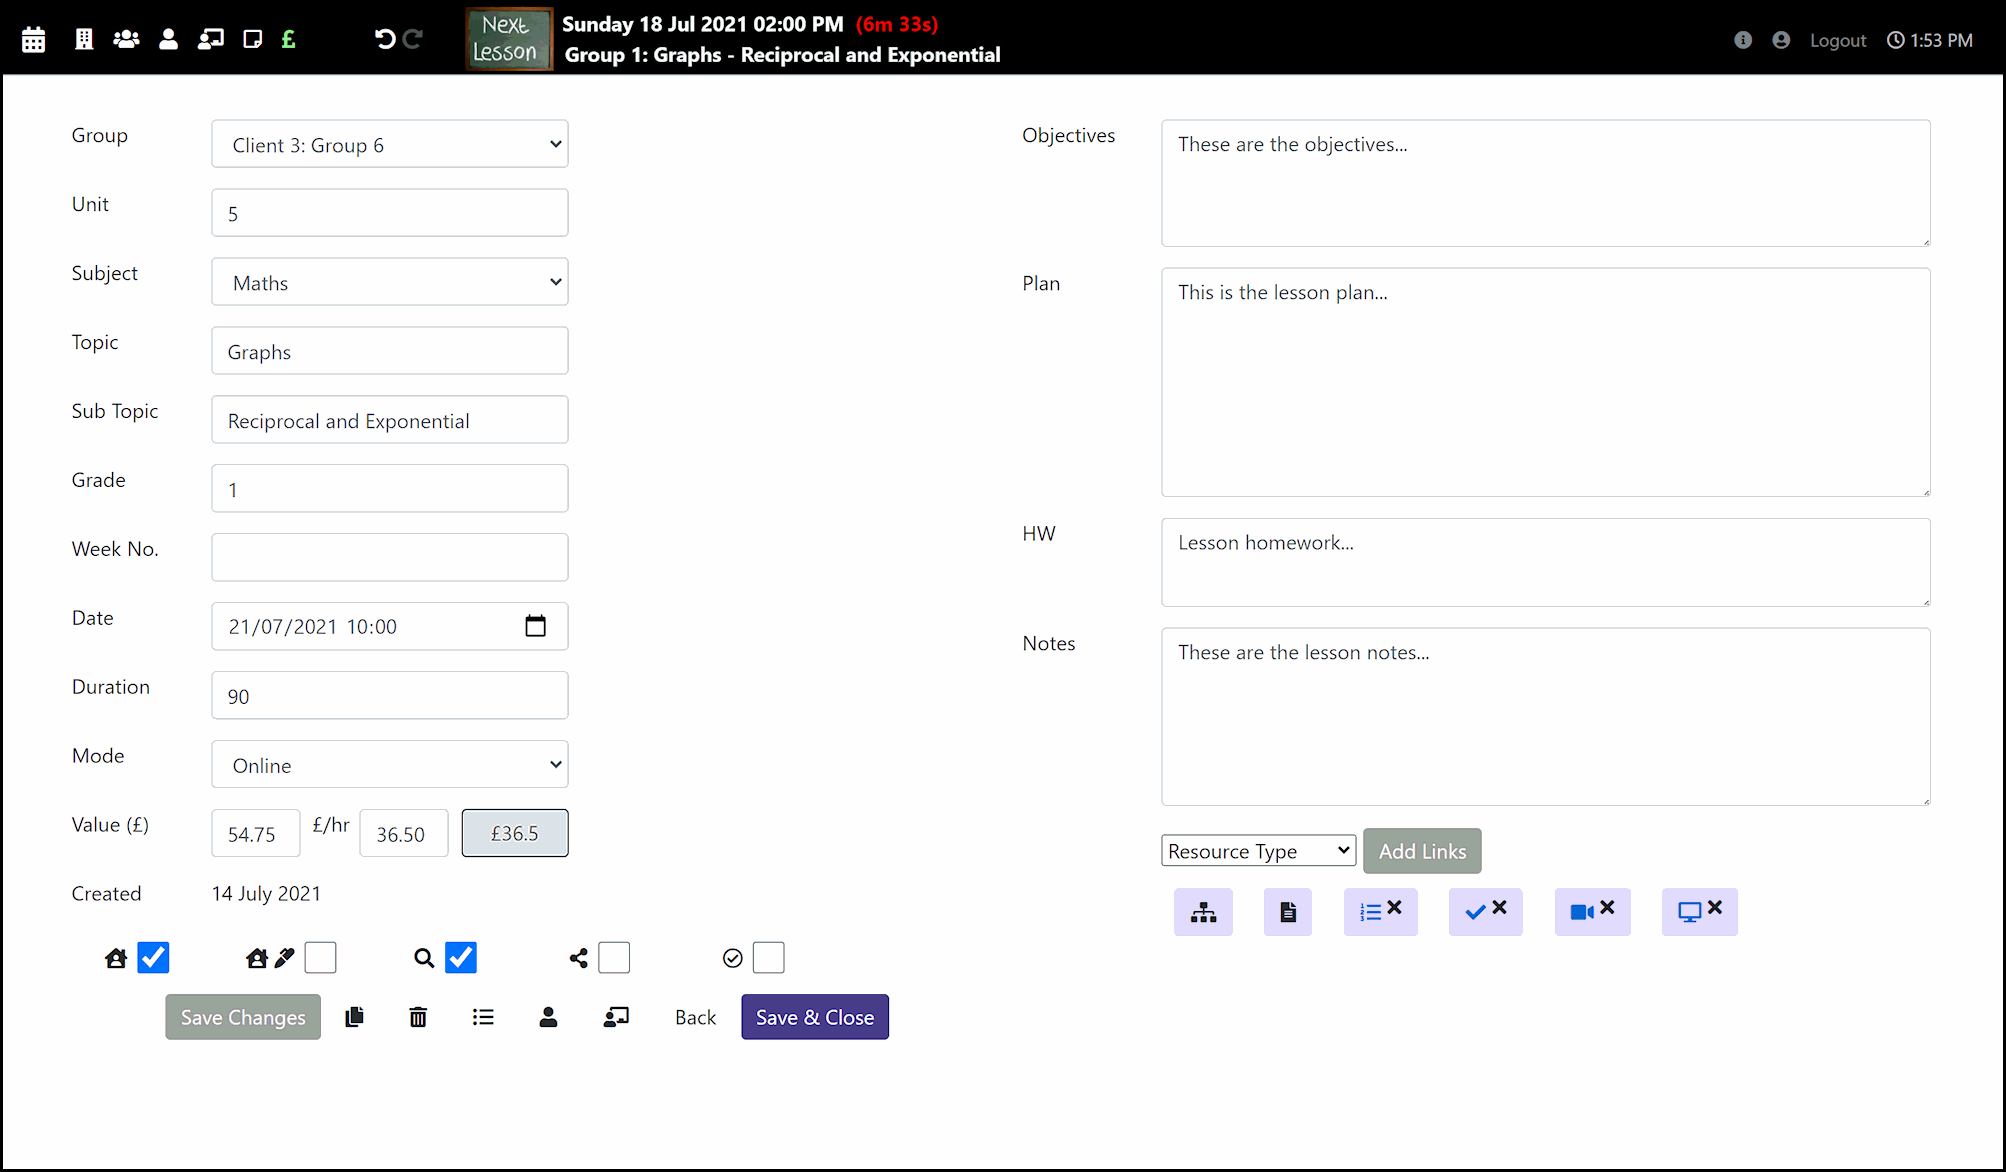 Next Lesson
Sunday 18 Jul 2021 02:00 PM (6m 33s)
Group 1: Graphs - Reciprocal and Exponential
Logout 1:53 PM
Group Client 3: Group 6
Unit 5
Subject Maths
Topic Graphs
Sub Topic Reciprocal and Exponential
Grade 1
Week No.
Date 21/07/2021 10:00
Duration 90
Mode Online
Value (£) 54.75 £/hr 36.50 £36.5
Created 14 July 2021
Save Changes Back Save & Close
Objectives These are the objectives...
Plan This is the lesson plan...
HW Lesson homework...
Notes These are the lesson notes...
Resource Type Add Links